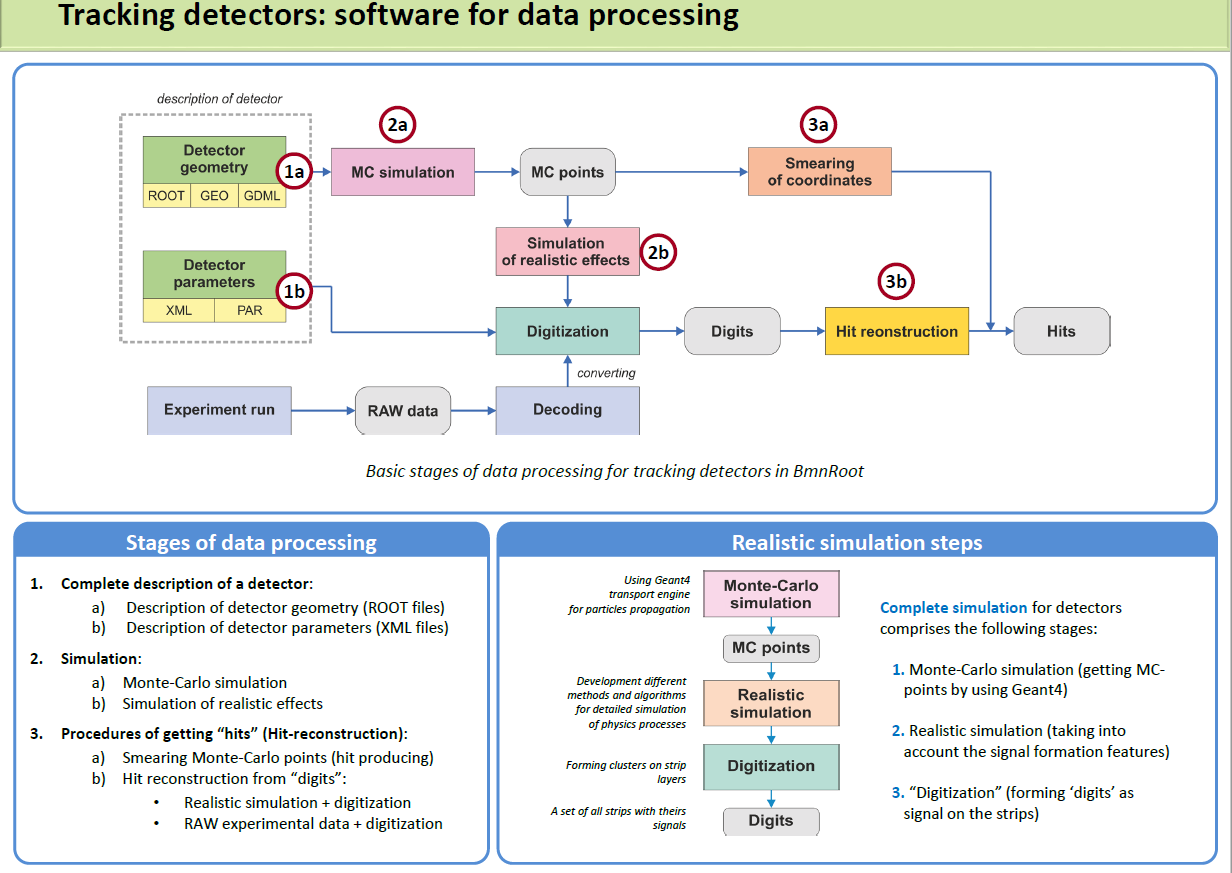 Tracking detectors: software for data processing
description of detector
2a
3a
Detector
geometry
1a
ROOT GEO GDML
MC simulation
MC points
Smearing
of coordinates
Simulation
of realistic effects
2b
Detector
parameters
1b
XML PAR
3b
Digitization
Digits
Hit reonstruction
Hits
converting
Experiment run
RAW data
Decoding
Basic stages of data processing for tracking detectors in BmnRoot
Stages of data processing
1. Complete description of a detector:
a) Description of detector geometry (ROOT files)
b) Description of detector parameters (XML files)
2. Simulation:
a) Monte-Carlo simulation
b) Simulation of realistic effects
3. Procedures of getting “hits” (Hit-reconstruction):
a) Smearing Monte-Carlo points (hit producing)
b) Hit reconstruction from “digits”:
• Realistic simulation + digitization
• RAW experimental data + digitization
Realistic simulation steps
Using Geant4
transport engine
for particles propagation
Monte-Carlo
simulation
MC points
Development different
methods and algorithms
for detailed simulation
of physics processes
Realistic
simulation
Forming clusters on strip
layers
Digitization
A set of all strips with theirs
signals
Digits
Complete simulation for detectors
comprises the following stages:
1. Monte-Carlo simulation (getting MC-
points by using Geant4)
2. Realistic simulation (taking into
account the signal formation features)
3. “Digitization” (forming ‘digits’ as
signal on the strips)